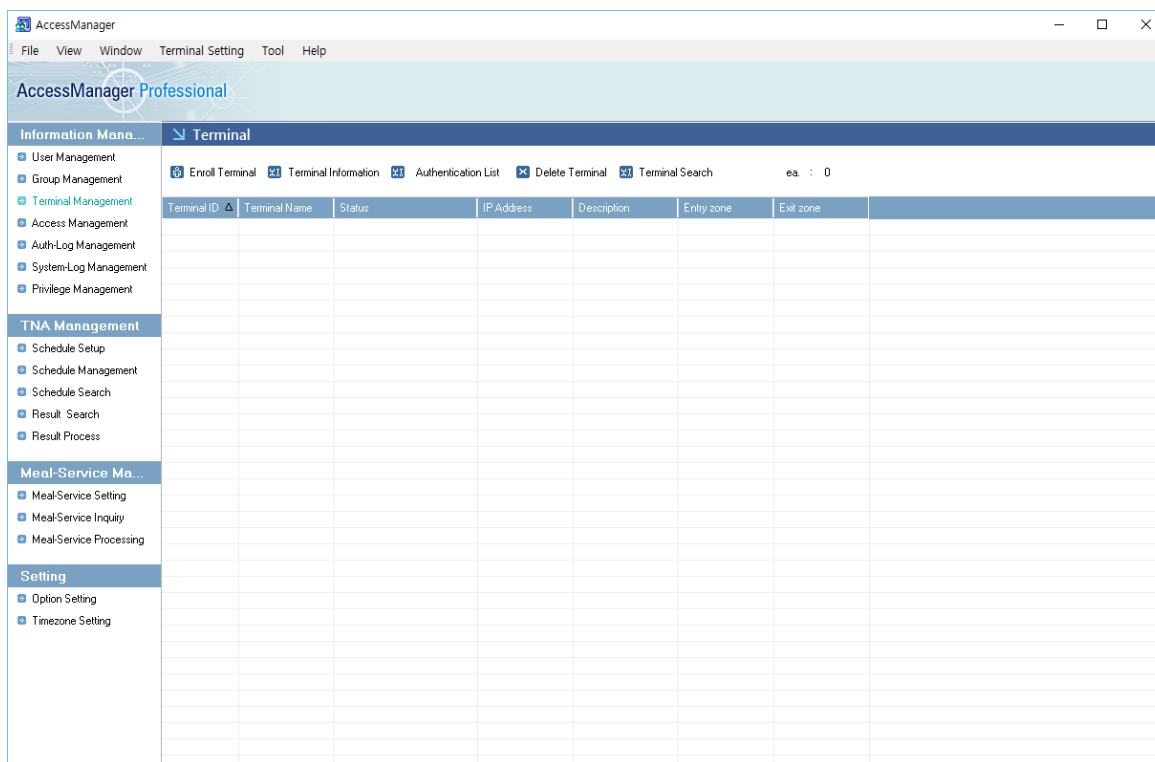 AccessManager
File View Window Terminal Setting Tool Help
AccessManager Professional
Information Mana...
User Management
Group Management
Terminal Management
Access Management
Auth-Log Management
System-Log Management
Privilege Management
TNA Management
Schedule Setup
Schedule Management
Schedule Search
Result Search
Result Process
Meal-Service Ma...
Meal-Service Setting
Meal-Service Inquiry
Meal-Service Processing
Setting
Option Setting
Timezone Setting
Terminal
Enroll Terminal Terminal Information Authentication List Delete Terminal Terminal Search ea. : 0
Terminal ID Terminal Name Status IP Address Description Entry zone Exit zone